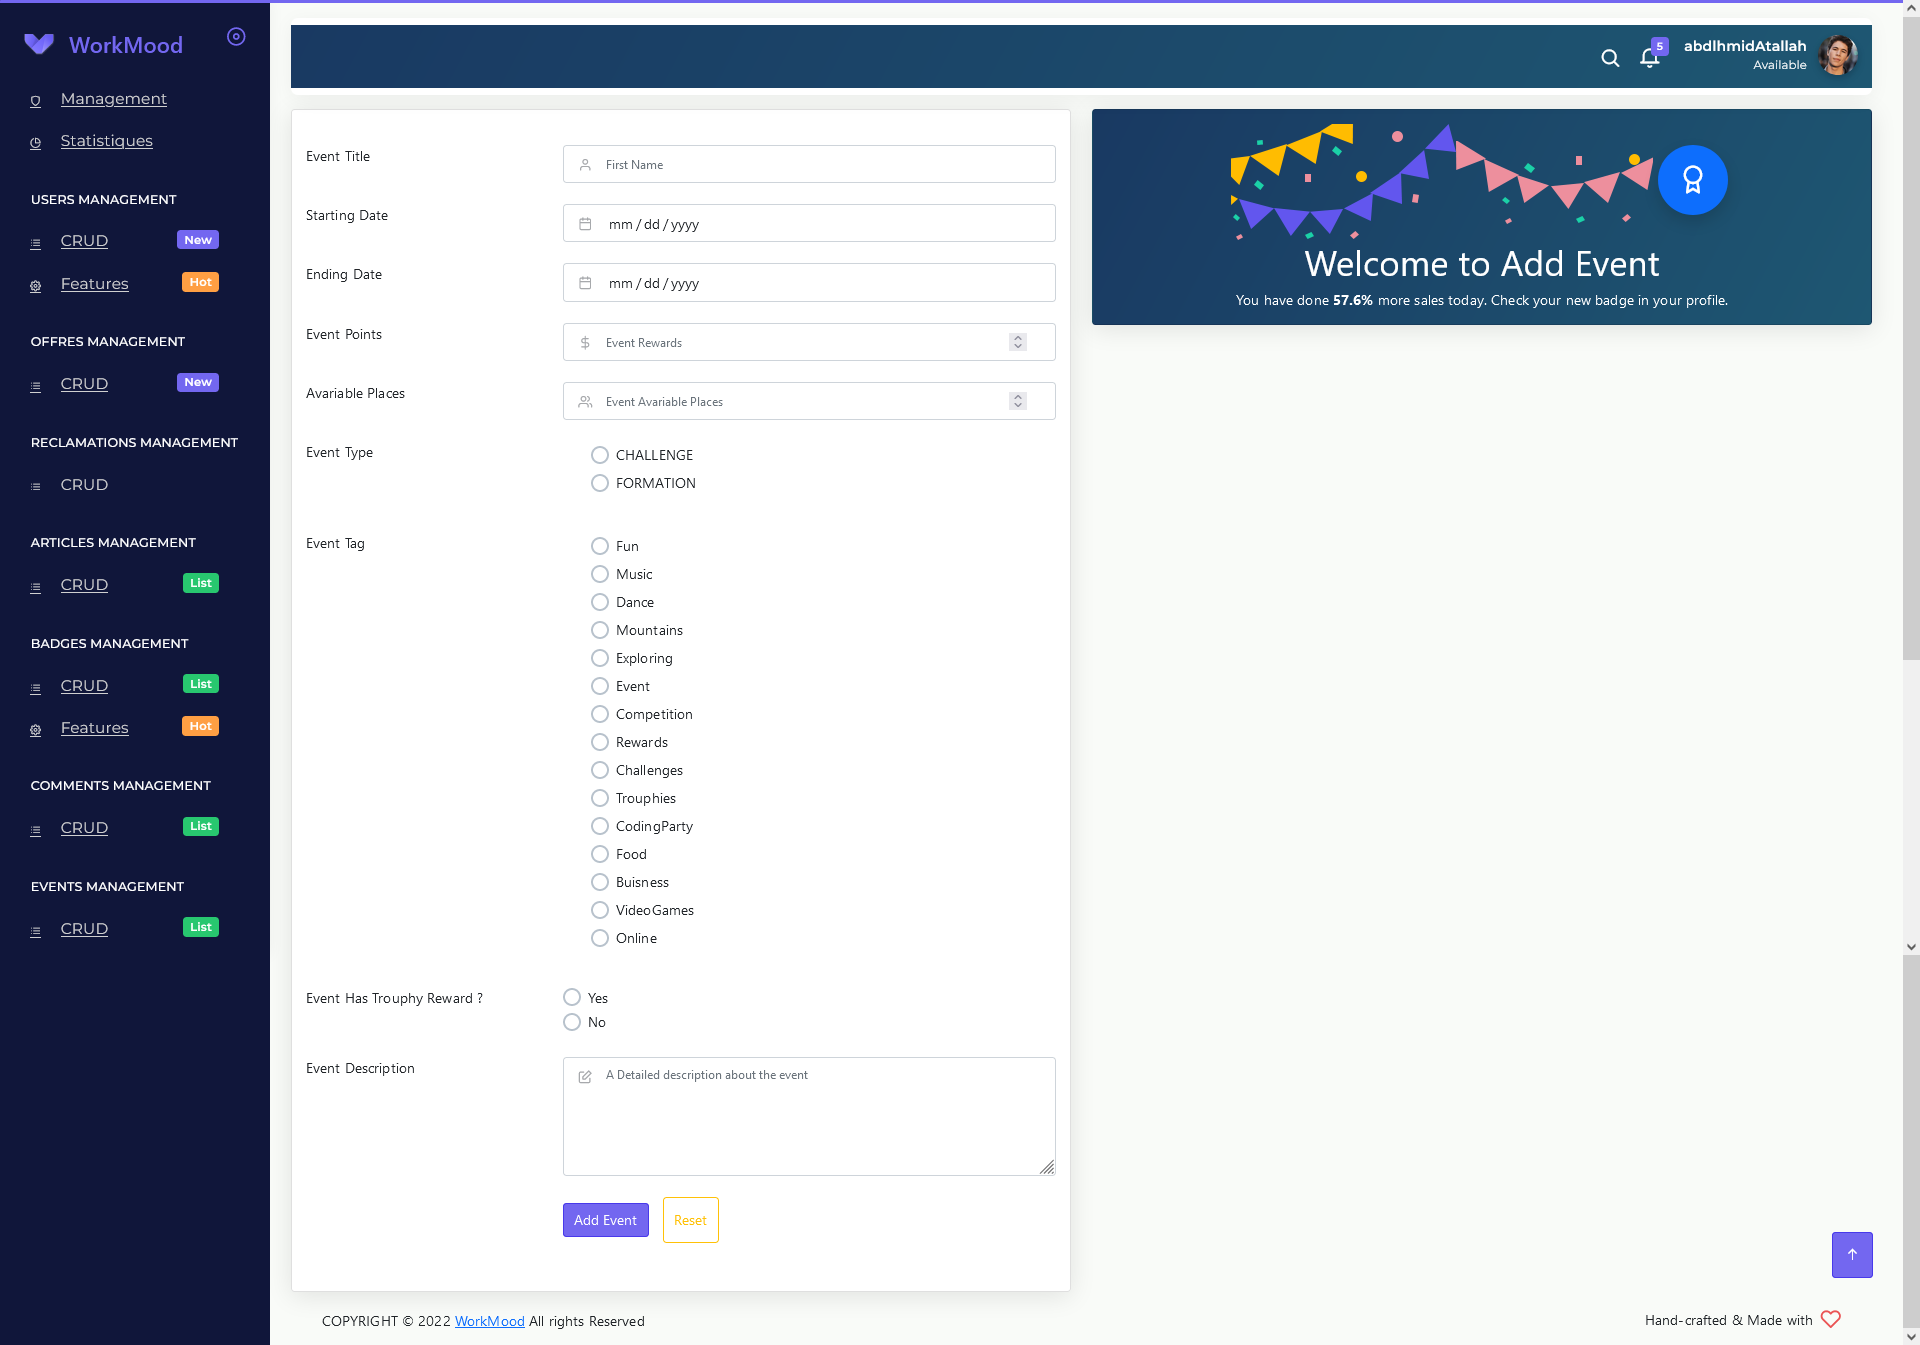 WorkMood
Management
Statistiques
USERS MANAGEMENT
CRUD New
Features Hot
OFFRES MANAGEMENT
CRUD New
RECLAMATIONS MANAGEMENT
CRUD
ARTICLES MANAGEMENT
CRUD List
BADGES MANAGEMENT
CRUD List
Features Hot
COMMENTS MANAGEMENT
CRUD List
EVENTS MANAGEMENT
CRUD List
5
abdlhmidAtallah
Available
Event Title
First Name
Starting Date
mm/dd/yyyy
Ending Date
mm/dd/yyyy
Event Points
Event Rewards
Avariable Places
Event Avariable Places
Event Type
CHALLENGE
FORMATION
Event Tag
Fun
Music
Dance
Mountains
Exploring
Event
Competition
Rewards
Challenges
Trouphies
CodingParty
Food
Buisness
VideoGames
Online
Event Has Trouphy Reward ?
Yes
No
Event Description
A Detailed description about the event
Add Event Reset
Welcome to Add Event
You have done 57.6% more sales today. Check your new badge in your profile.
COPYRIGHT © 2022 WorkMood All rights Reserved
Hand-crafted & Made with